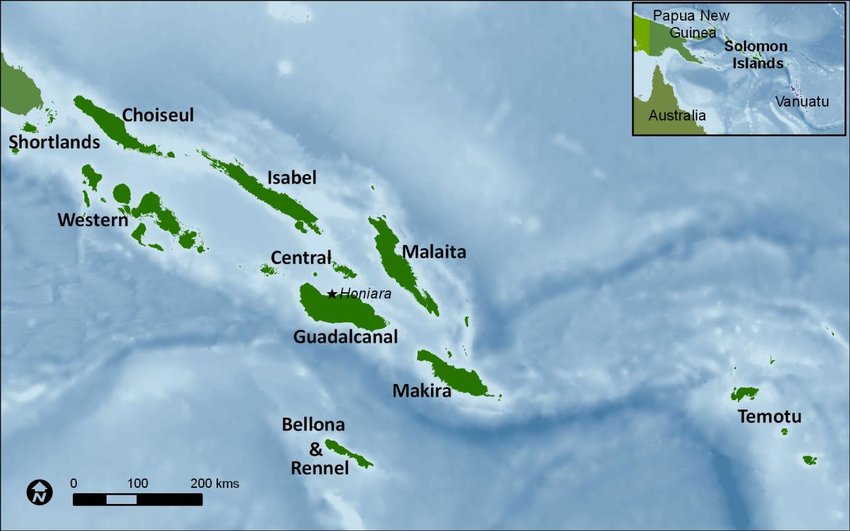 Papua New
Guinea
Solomon
Islands
Vanuatu
Australia
Choiseul
Shortlands
Isabel
Western
Central
Malaita
Honiara
Guadalcanal
Makira
Temotu
Bellona
&
Rennel
N
0 100 200 kms